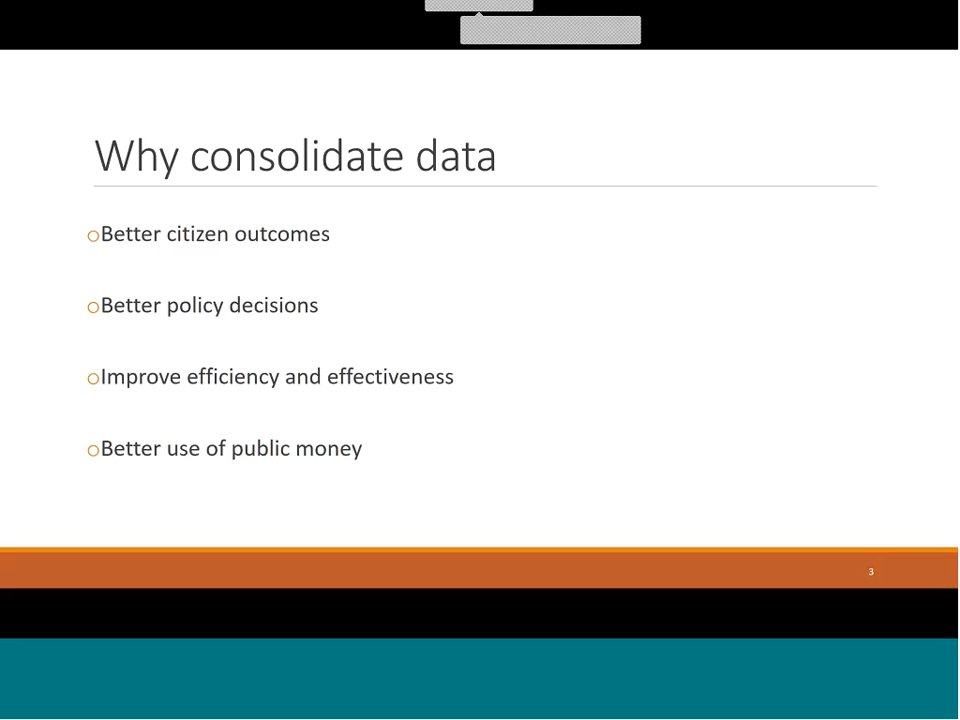 Why consolidate data
oBetter citizen outcomes
oBetter policy decisions
oImprove efficiency and effectiveness
oBetter use of public money
3